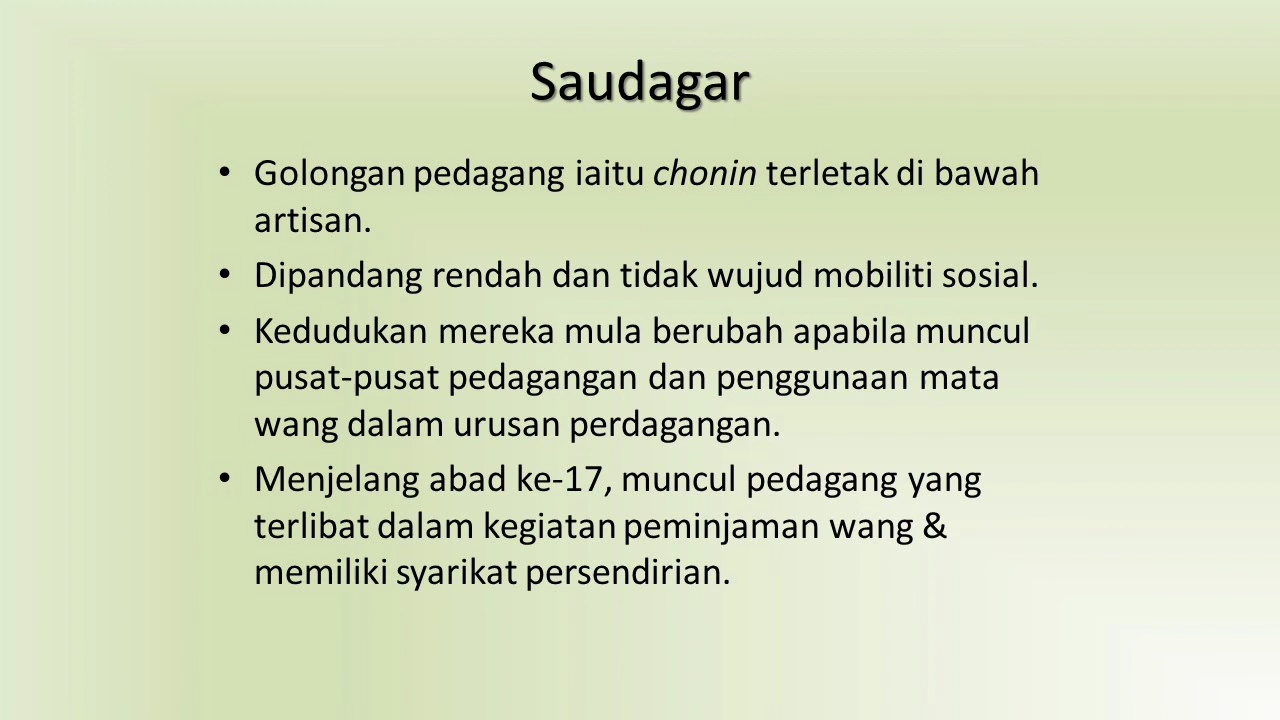 Saudagar
• Golongan pedagang iaitu chonin terletak di bawah
artisan.
• Dipandang rendah dan tidak wujud mobiliti sosial.
• Kedudukan mereka mula berubah apabila muncul
pusat-pusat pedagangan dan penggunaan mata
wang dalam urusan perdagangan.
• Menjelang abad ke-17, muncul pedagang yang
terlibat dalam kegiatan peminjaman wang &
memiliki syarikat persendirian.